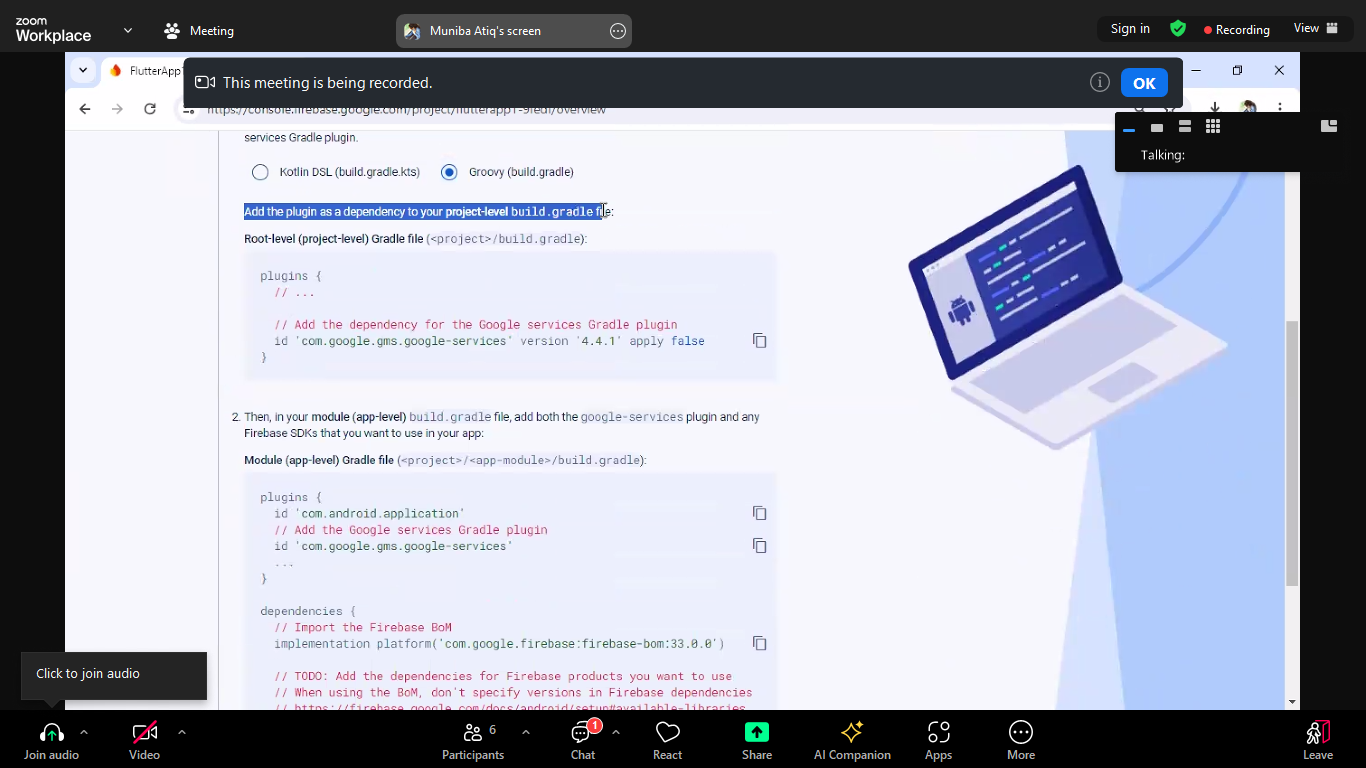 zoom
Workplace
Meeting
Muniba Atiq's screen
Sign in
Recording
View
FlutterApp
This meeting is being recorded.
OK
https://console.firebase.google.com/project/flutterapp1-9fed1/overview
Talking:
services Gradle plugin.
Kotlin DSL (build.gradle.kts)
Groovy (build.gradle)
Add the plugin as a dependency to your project-level build.gradle file:
Root-level (project-level) Gradle file (<project>/build.gradle):
plugins {
// ...
// Add the dependency for the Google services Gradle plugin
id 'com.google.gms.google-services' version '4.4.1' apply false
}
2. Then, in your module (app-level) build.gradle file, add both the google-services plugin and any
Firebase SDKs that you want to use in your app:
Module (app-level) Gradle file (<project>/<app-module>/build.gradle):
plugins {
id 'com.android.application'
// Add the Google services Gradle plugin
id 'com.google.gms.google-services'
...
}
dependencies {
// Import the Firebase BoM
implementation platform('com.google.firebase:firebase-bom:33.0.0')
// TODO: Add the dependencies for Firebase products you want to use
// When using the BoM, don't specify versions in Firebase dependencies
// https://firebase.google.com/docs/android/setup#available-libraries
Click to join audio
Join audio
Video
Participants
6
Chat
1
React
Share
AI Companion
Apps
More
Leave